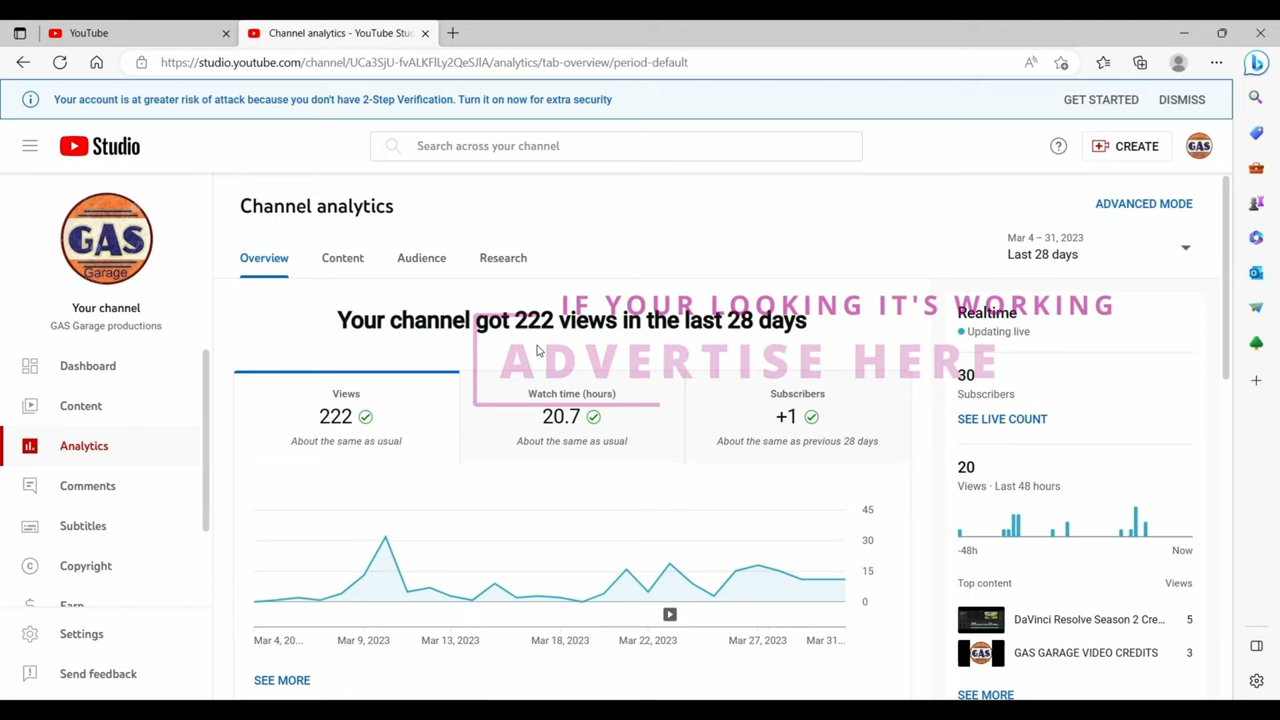 YouTube
Channel analytics - YouTube Stu
https://studio.youtube.com/channel/UCa3SjU-fvALKFlLy2QeSJlA/analytics/tab-overview/period-default
Your account is at greater risk of attack because you don't have 2-Step Verification. Turn it on now for extra security
GET STARTED
DISMISS
Studio
Search across your channel
CREATE
GAS
GAS
Garage
Your channel
GAS Garage productions
Dashboard
Content
Analytics
Comments
Subtitles
Copyright
Earn
Settings
Send feedback
Channel analytics
ADVANCED MODE
Overview
Content
Audience
Research
Mar 4 – 31, 2023
Last 28 days
IF YOUR LOOKING IT'S WORKING
ADVERTISE HERE
Your channel got 222 views in the last 28 days
Views
222
About the same as usual
Watch time (hours)
20.7
About the same as usual
Subscribers
+1
About the same as previous 28 days
45
30
15
0
Mar 4, 20...
Mar 9, 2023
Mar 13, 2023
Mar 18, 2023
Mar 22, 2023
Mar 27, 2023
Mar 31...
SEE MORE
Realtime
Updating live
30
Subscribers
SEE LIVE COUNT
20
Views · Last 48 hours
-48h
Now
Top content
Views
DaVinci Resolve Season 2 Cre...
5
GAS GARAGE VIDEO CREDITS
3
SEE MORE